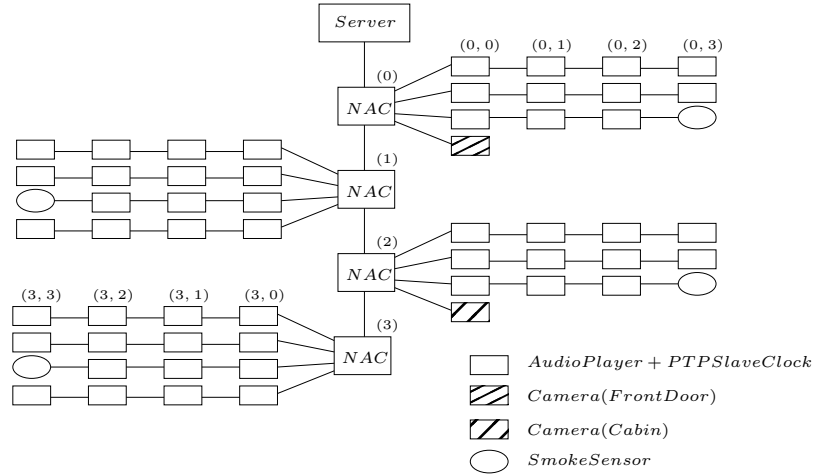 Server
(0, 0) (0, 1) (0, 2) (0, 3)
(0)
NAC
(1)
NAC
(2)
NAC
(3, 3) (3, 2) (3, 1) (3, 0)
(3)
NAC
AudioPlayer + PTPSlaveClock
Camera(FrontDoor)
Camera(Cabin)
SmokeSensor